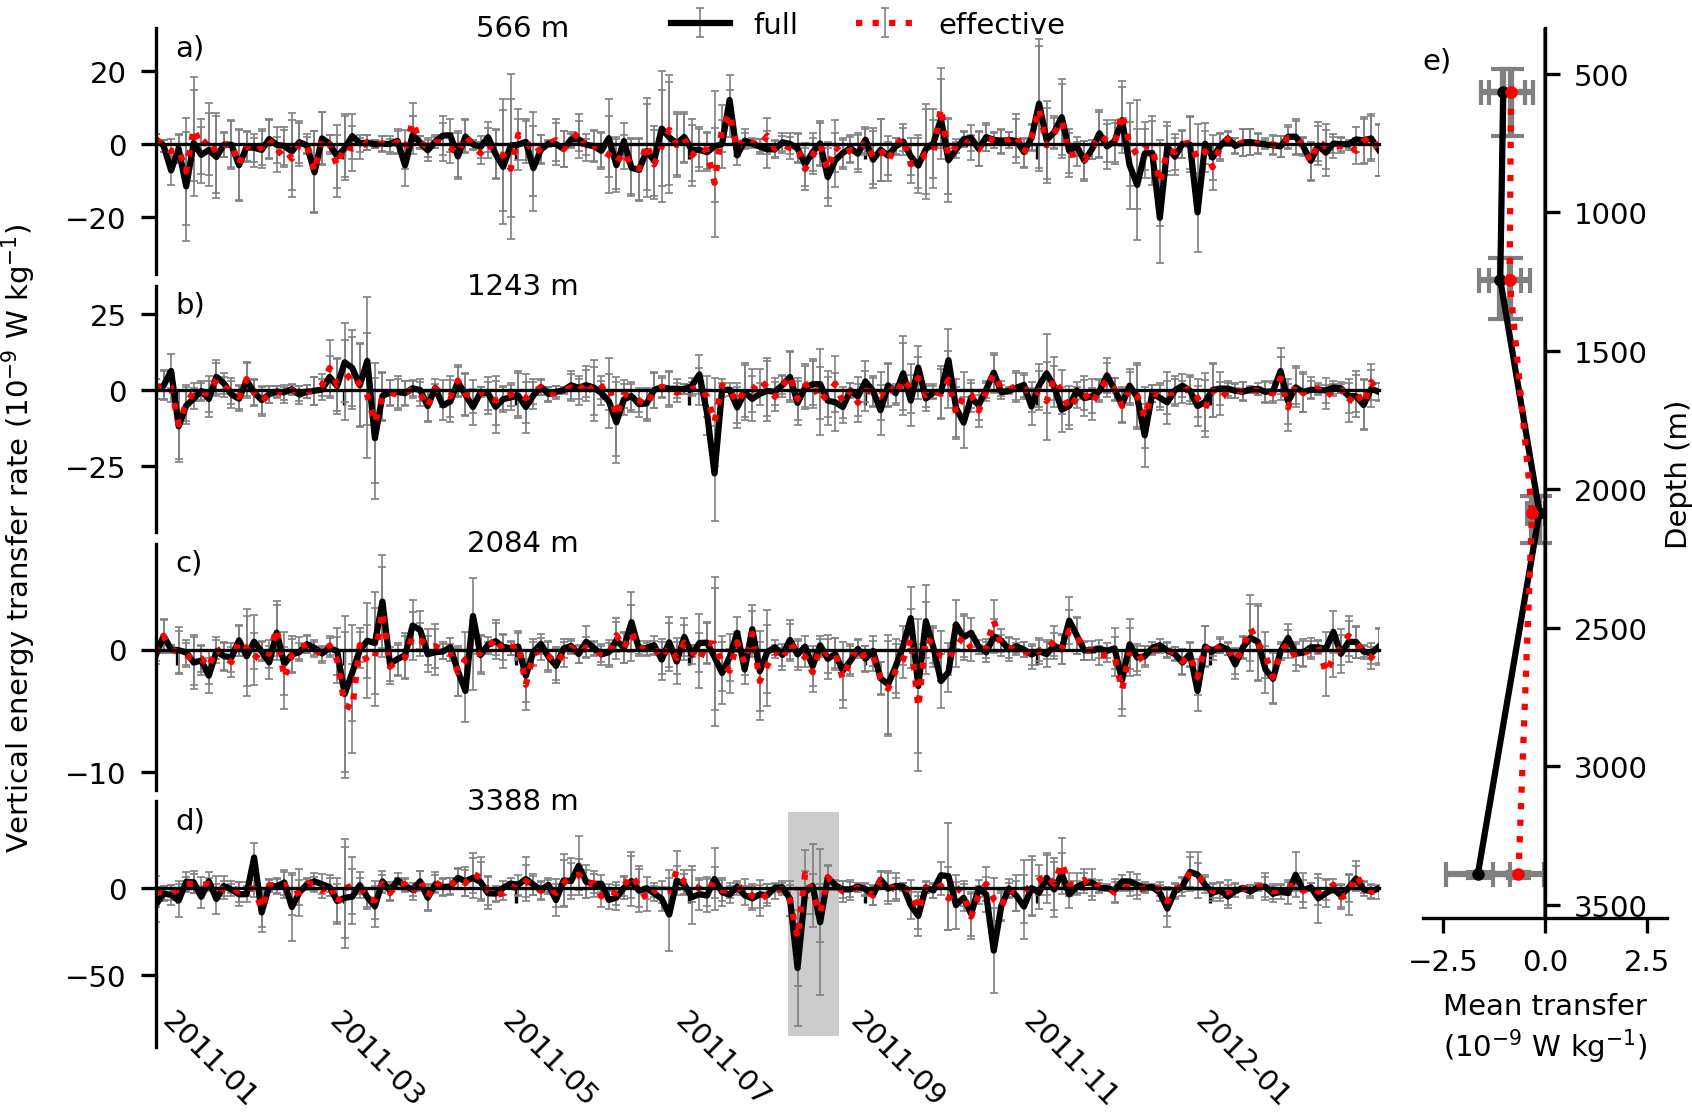 566 m
full
effective
a)
20
0
−20
1243 m
b)
25
0
−25
2084 m
c)
0
−10
3388 m
d)
0
−50
2011-01
2011-03
2011-05
2011-07
2011-09
2011-11
2012-01
Vertical energy transfer rate (10⁻⁹ W kg⁻¹)
e)
500
1000
1500
2000
2500
3000
3500
Depth (m)
−2.5
0.0
2.5
Mean transfer
(10⁻⁹ W kg⁻¹)